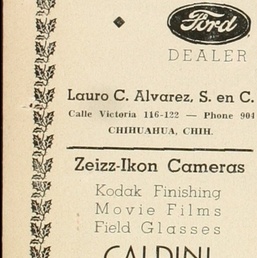 Ford
DEALER
Lauro C. Alvarez, S. en C.
Calle Victoria 116-122 — Phone 904
CHIHUAHUA, CHIH.
Zeizz-Ikon Cameras
Kodak Finishing
Movie Films
Field Glasses
CALDINI